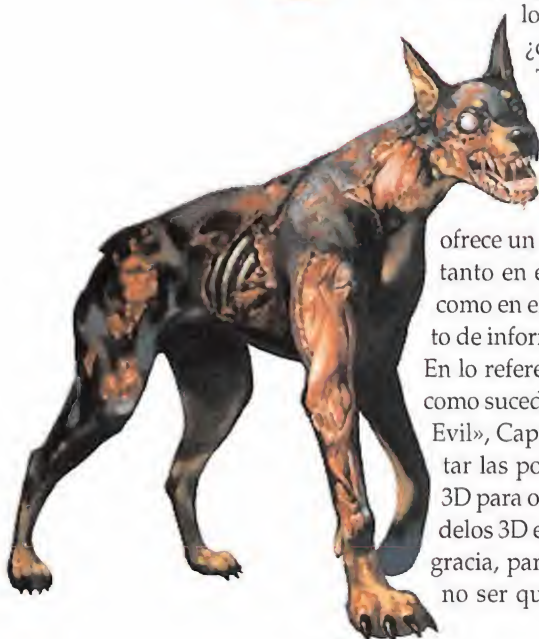 lo
¿
ofrece un
tanto en e
como en e
to de infor
En lo refere
como suced
Evil», Cap
tar las po
3D para o
delos 3D e
gracia, par
no ser qu